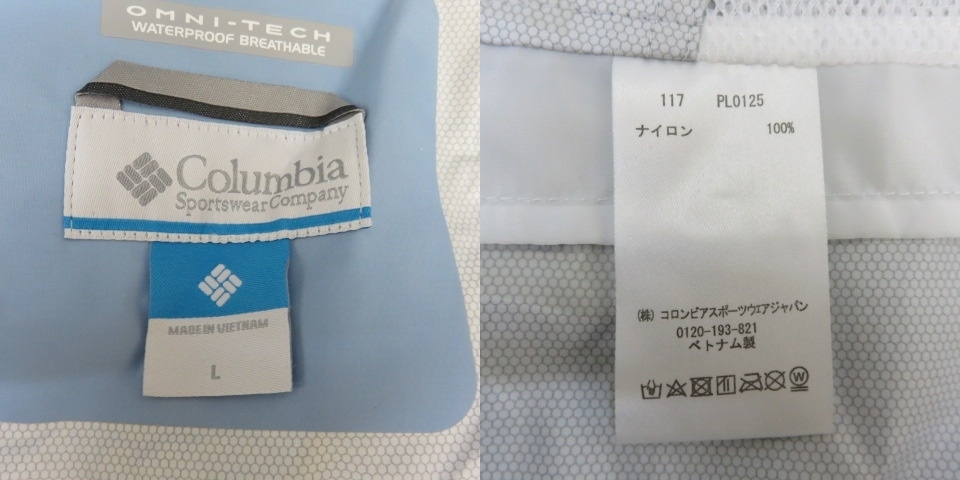 OMNI-TECH
WATERPROOF BREATHABLE
Columbia
Sportswear Company
MADE IN VIETNAM
L
117 PL0125
ナイロン 100%
(株) コロンビアスポーツウェアジャパン
0120-193-821
ベトナム製
W